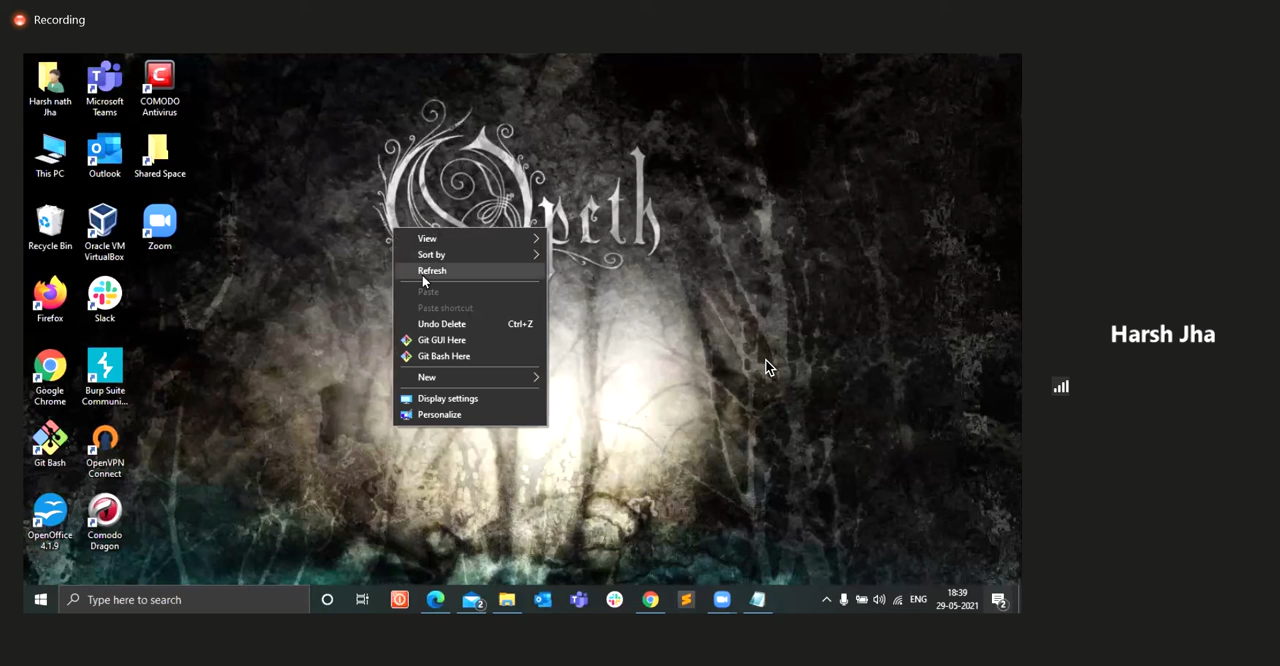 Recording
Harsh nath
Jha
Microsoft
Teams
COMODO
Antivirus
This PC
Outlook
Shared Space
Recycle Bin
Oracle VM
VirtualBox
Zoom
Firefox
Slack
Google
Chrome
Burp Suite
Communi...
Git Bash
OpenVPN
Connect
OpenOffice
4.1.9
Comodo
Dragon
Opeth
View
Sort by
Refresh
Paste
Paste shortcut
Undo Delete Ctrl+Z
Git GUI Here
Git Bash Here
New
Display settings
Personalize
Harsh Jha
Type here to search
2
ENG
18:39
29-05-2021
2